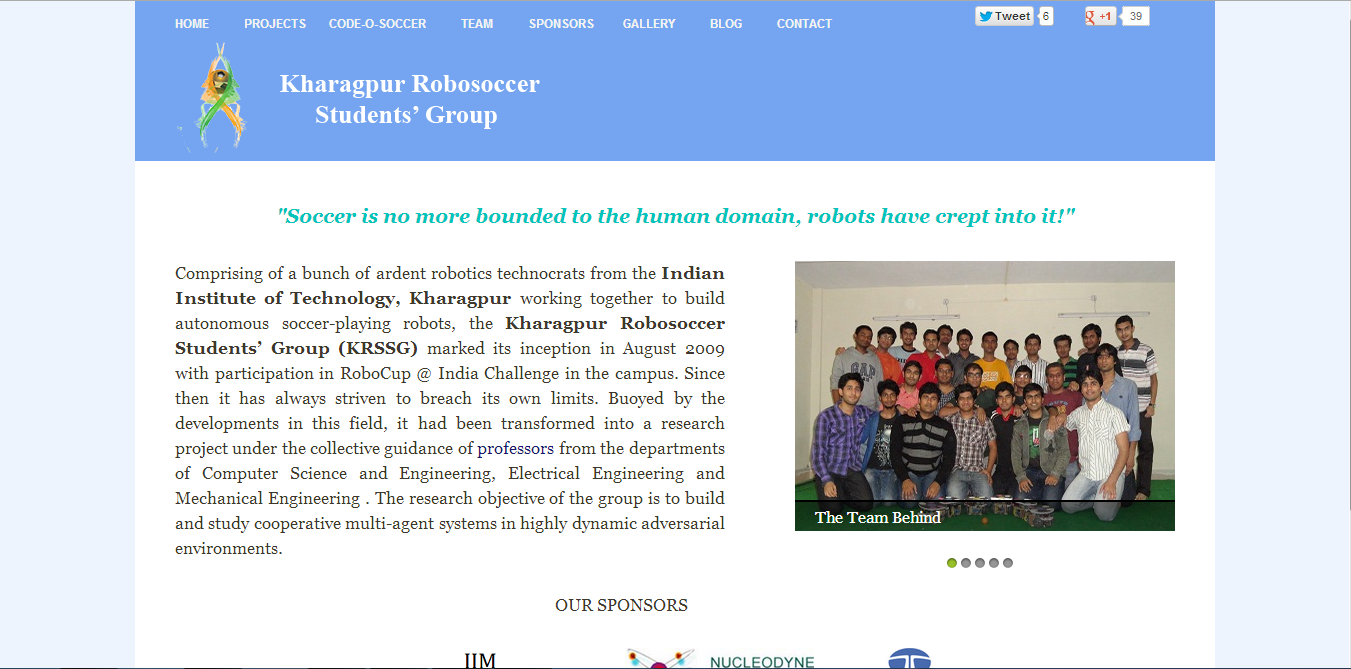 HOME PROJECTS CODE-O-SOCCER TEAM SPONSORS GALLERY BLOG CONTACT
Tweet 6
+1 39
Kharagpur Robosoccer
Students’ Group
"Soccer is no more bounded to the human domain, robots have crept into it!"
Comprising of a bunch of ardent robotics technocrats from the Indian
Institute of Technology, Kharagpur working together to build
autonomous soccer-playing robots, the Kharagpur Robosoccer
Students’ Group (KRSSG) marked its inception in August 2009
with participation in RoboCup @ India Challenge in the campus. Since
then it has always striven to breach its own limits. Buoyed by the
developments in this field, it had been transformed into a research
project under the collective guidance of professors from the departments
of Computer Science and Engineering, Electrical Engineering and
Mechanical Engineering . The research objective of the group is to build
and study cooperative multi-agent systems in highly dynamic adversarial
environments.
GAP
The Team Behind
OUR SPONSORS
IIM
NUCLEODYNE